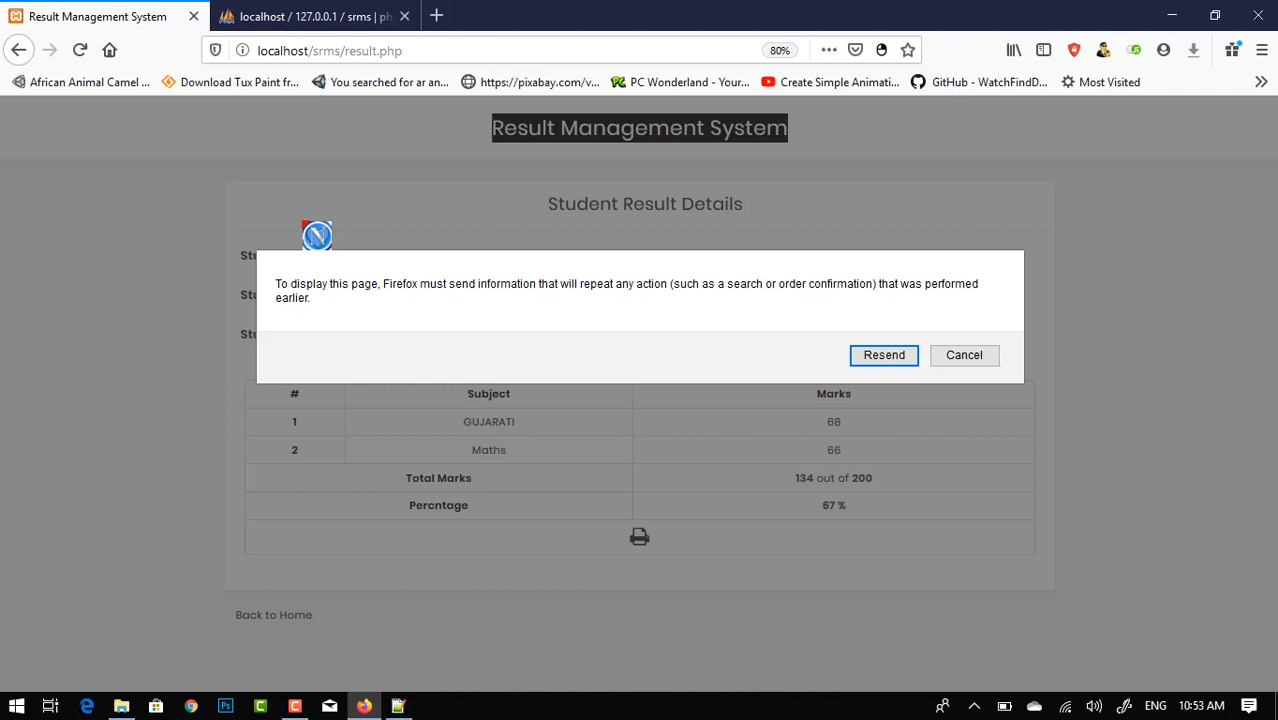 Result Management System
localhost / 127.0.0.1 / srms | ph
localhost/srms/result.php
80%
African Animal Camel ...
Download Tux Paint fr...
You searched for ar an...
https://pixabay.com/v...
PC Wonderland - Your...
Create Simple Animati...
GitHub - WatchFindD...
Most Visited
Result Management System
Student Result Details
Stu
To display this page, Firefox must send information that will repeat any action (such as a search or order confirmation) that was performed
earlier.
Stu
Stu
Resend
Cancel
# Subject Marks
1 GUJARATI 68
2 Maths 66
Total Marks 134 out of 200
Percntage 67 %
Back to Home
ENG 10:53 AM